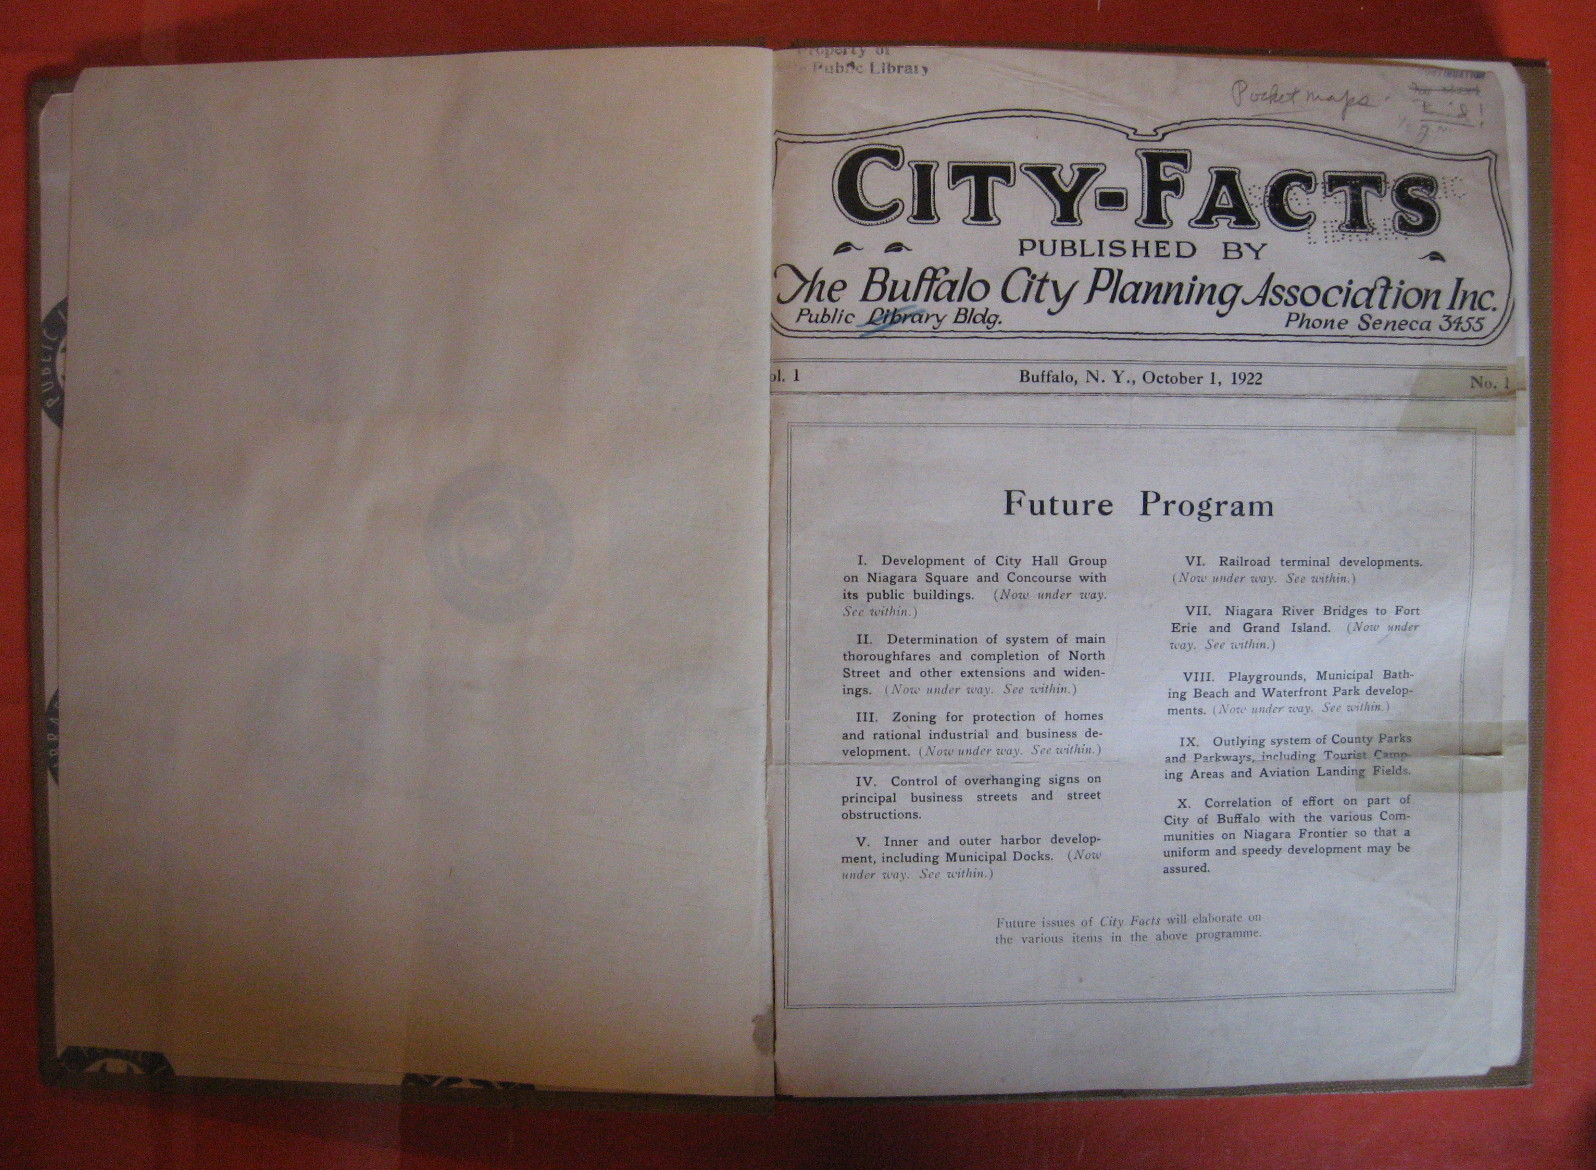 Property of
Public Library
Pocket maps.
CITY-FACTS
PUBLISHED BY
The Buffalo City Planning Association Inc.
Public Library Bldg.
Phone Seneca 3455
ol. 1
Buffalo, N. Y., October 1, 1922
No. 1
Future Program
I. Development of City Hall Group
on Niagara Square and Concourse with
its public buildings. (Now under way.
See within.)
II. Determination of system of main
thoroughfares and completion of North
Street and other extensions and widen-
ings. (Now under way. See within.)
III. Zoning for protection of homes
and rational industrial and business de-
velopment. (Now under way. See within.)
IV. Control of overhanging signs on
principal business streets and street
obstructions.
V. Inner and outer harbor develop-
ment, including Municipal Docks. (Now
under way. See within.)
VI. Railroad terminal developments.
(Now under way. See within.)
VII. Niagara River Bridges to Fort
Erie and Grand Island. (Now under
way. See within.)
VIII. Playgrounds, Municipal Bath-
ing Beach and Waterfront Park develop-
ments. (Now under way. See within.)
IX. Outlying system of County Parks
and Parkways, including Tourist Camp-
ing Areas and Aviation Landing Fields.
X. Correlation of effort on part of
City of Buffalo with the various Com-
munities on Niagara Frontier so that a
uniform and speedy development may be
assured.
Future issues of City Facts will elaborate on
the various items in the above programme.
PUBLIC